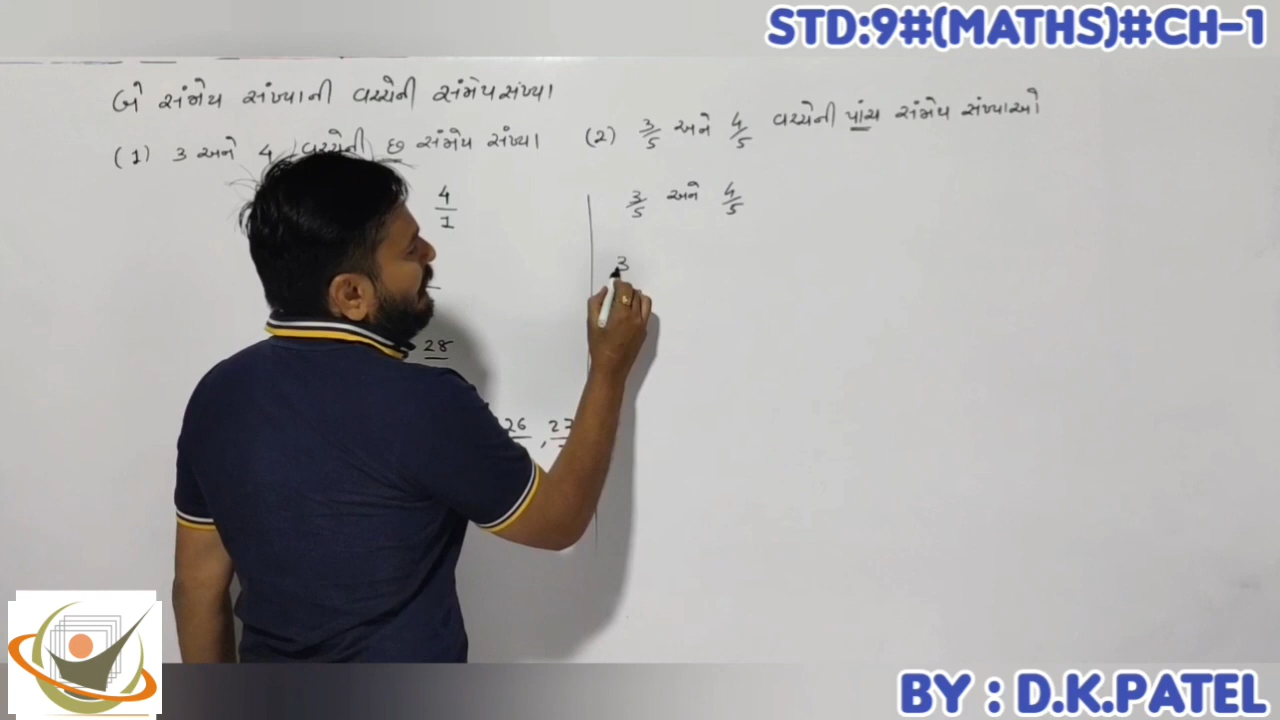 STD:9#(MATHS)#CH-1
બે સંમેય સંખ્યાની વચ્ચેની સંમેય સંખ્યા
(1) 3 અને 4 વચ્ચેની છ સંમેય સંખ્યા
4/1
28
26 , 27
(2) 3/5 અને 4/5 વચ્ચેની પાંચ સંમેય સંખ્યાઓ
3/5 અને 4/5
3
BY : D.K.PATEL